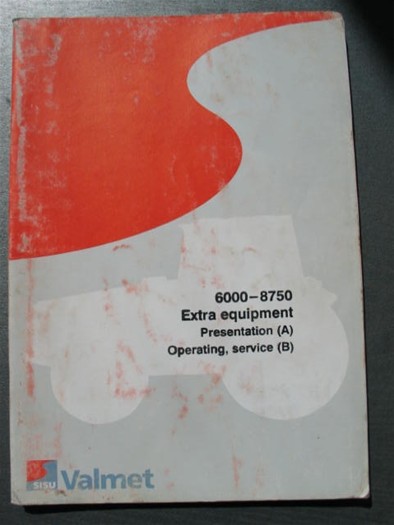 6000–8750
Extra equipment
Presentation (A)
Operating, service (B)
SISU Valmet